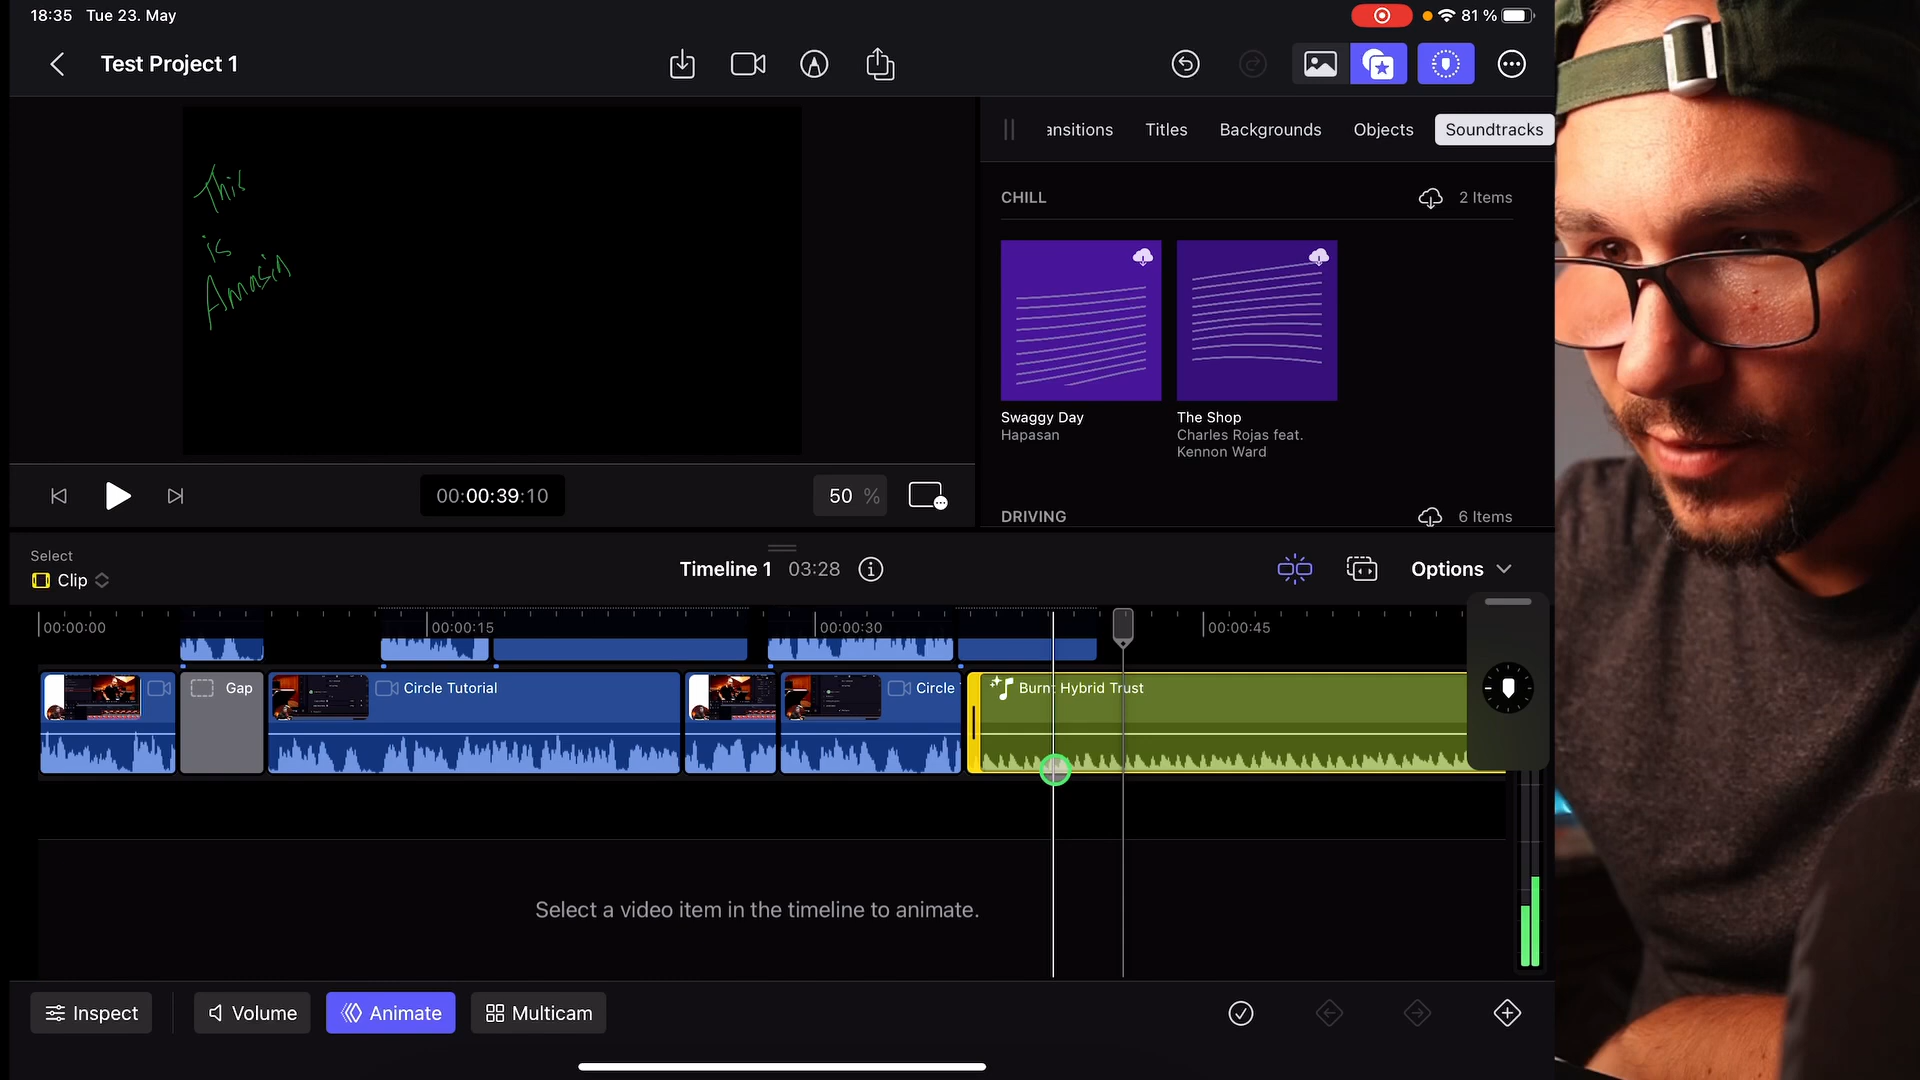 18:35 Tue 23. May
81 %
Test Project 1
ansitions Titles Backgrounds Objects Soundtracks
This
is
Amasin
CHILL 2 Items
Swaggy Day
Hapasan
The Shop
Charles Rojas feat.
Kennon Ward
DRIVING 6 Items
00:00:39:10
50 %
Select
Clip
Timeline 1 03:28
Options
00:00:00 00:00:15 00:00:30 00:00:45
Gap Circle Tutorial Circle Burnt Hybrid Trust
Select a video item in the timeline to animate.
Inspect Volume Animate Multicam